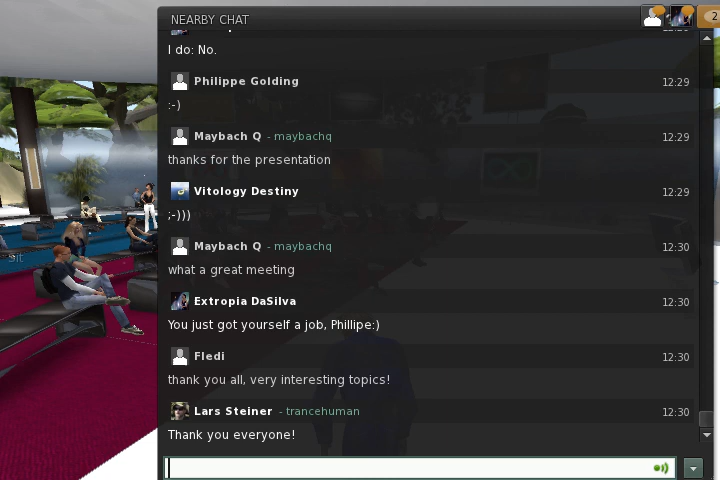 NEARBY CHAT
2
I do: No.
Philippe Golding 12:29
:-)
Maybach Q - maybachq 12:29
thanks for the presentation
Vitology Destiny 12:29
;-)))
Maybach Q - maybachq 12:30
what a great meeting
Extropia DaSilva 12:30
You just got yourself a job, Phillipe:)
Fledi 12:30
thank you all, very interesting topics!
Lars Steiner - trancehuman 12:30
Thank you everyone!
Sit